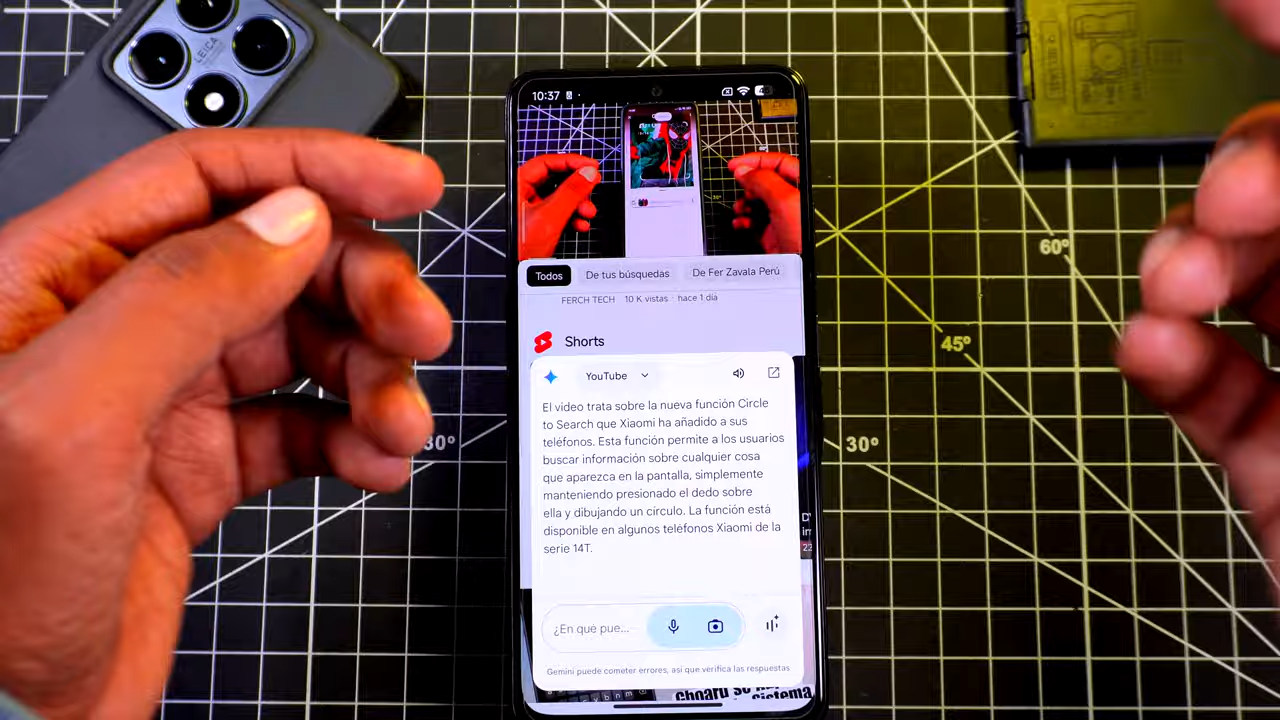 LEICA
10:37
Todos
De tus búsquedas
De Fer Zavala Perú
FERCH TECH 10 K vistas · hace 1 día
Shorts
YouTube
El video trata sobre la nueva función Circle
to Search que Xiaomi ha añadido a sus
teléfonos. Esta función permite a los usuarios
buscar información sobre cualquier cosa
que aparezca en la pantalla, simplemente
manteniendo presionado el dedo sobre
ella y dibujando un círculo. La función está
disponible en algunos teléfonos Xiaomi de la
serie 14T.
¿En qué pue...
Gemini puede cometer errores, así que verifica las respuestas
60°
45°
30°
30°